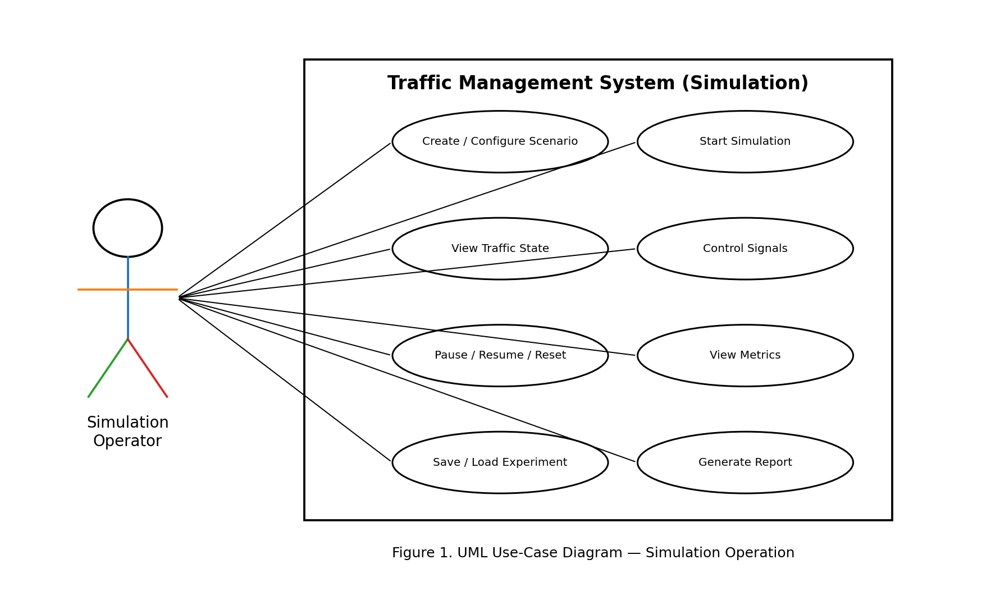 Traffic Management System (Simulation)
Create / Configure Scenario
Start Simulation
View Traffic State
Control Signals
Pause / Resume / Reset
View Metrics
Save / Load Experiment
Generate Report
Simulation
Operator
Figure 1. UML Use-Case Diagram — Simulation Operation